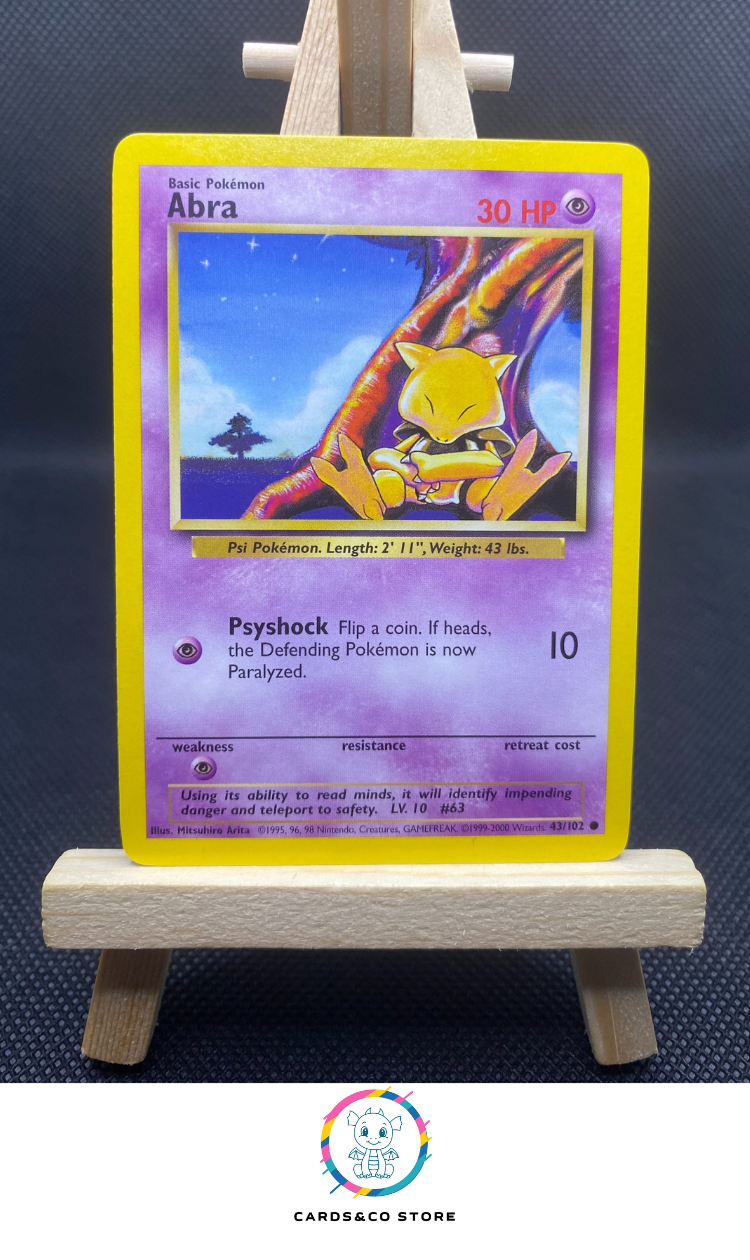 Basic Pokémon
Abra
30 HP
Psi Pokémon. Length: 2' 11", Weight: 43 lbs.
Psyshock Flip a coin. If heads,
the Defending Pokémon is now
Paralyzed.
10
weakness resistance retreat cost
Using its ability to read minds, it will identify impending
danger and teleport to safety. LV. 10 #63
Illus. Mitsuhiro Arita ©1995, 96, 98 Nintendo, Creatures, GAMEFREAK. ©1999-2000 Wizards. 43/102
CARDS&CO STORE